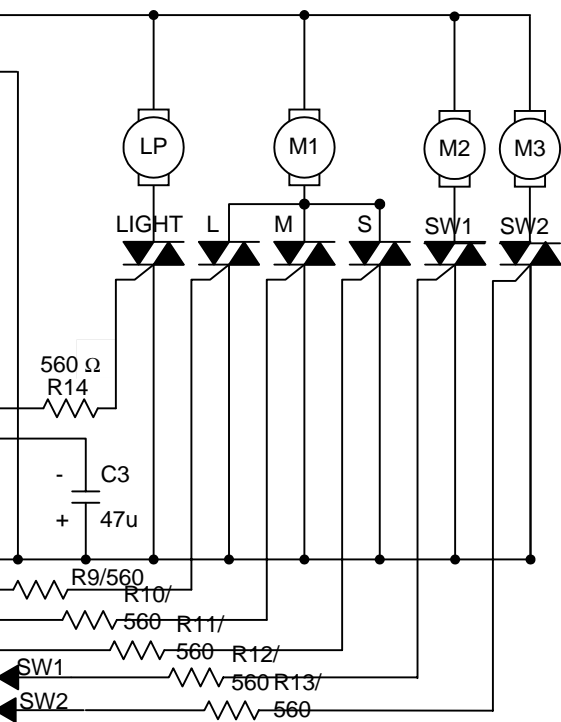 LP
M1
M2
M3
LIGHT
L
M
S
SW1
SW2
560 Ω
R14
-
C3
+
47u
R9/560
R10/
560
R11/
560
R12/
560
R13/
560
SW1
SW2